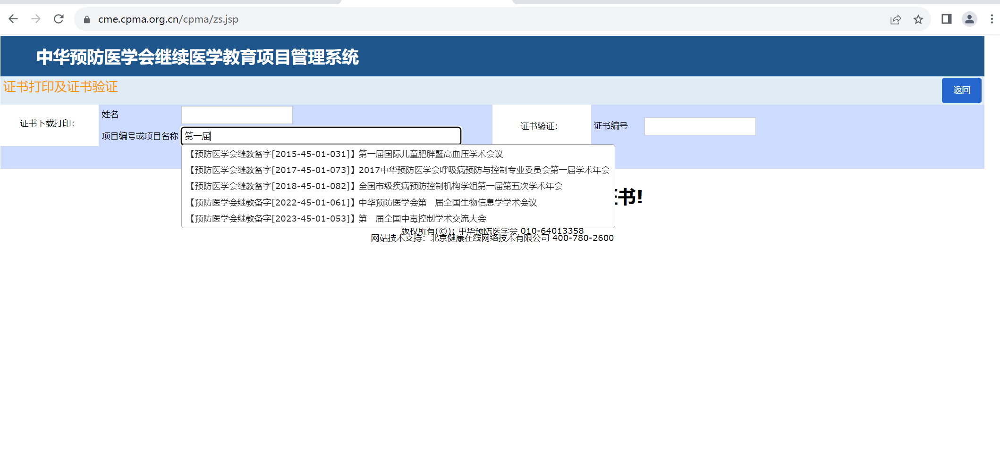 cme.cpma.org.cn/cpma/zs.jsp
中华预防医学会继续医学教育项目管理系统
证书打印及证书验证
返回
证书下载打印：
姓名
项目编号或项目名称
第一届
证书验证：
证书编号
【预防医学会继教备字[2015-45-01-031]】第一届国际儿童肥胖暨高血压学术会议
【预防医学会继教备字[2017-45-01-073]】2017中华预防医学会呼吸病预防与控制专业委员会第一届学术年会
【预防医学会继教备字[2018-45-01-082]】全国市级疾病预防控制机构学组第一届第五次学术年会
【预防医学会继教备字[2022-45-01-061]】中华预防医学会第一届全国生物信息学学术会议
【预防医学会继教备字[2023-45-01-053]】第一届全国中毒控制学术交流大会
证书!
版权所有(©)；中华预防医学会 010-64013358
网站技术支持：北京健康在线网络技术有限公司 400-780-2600